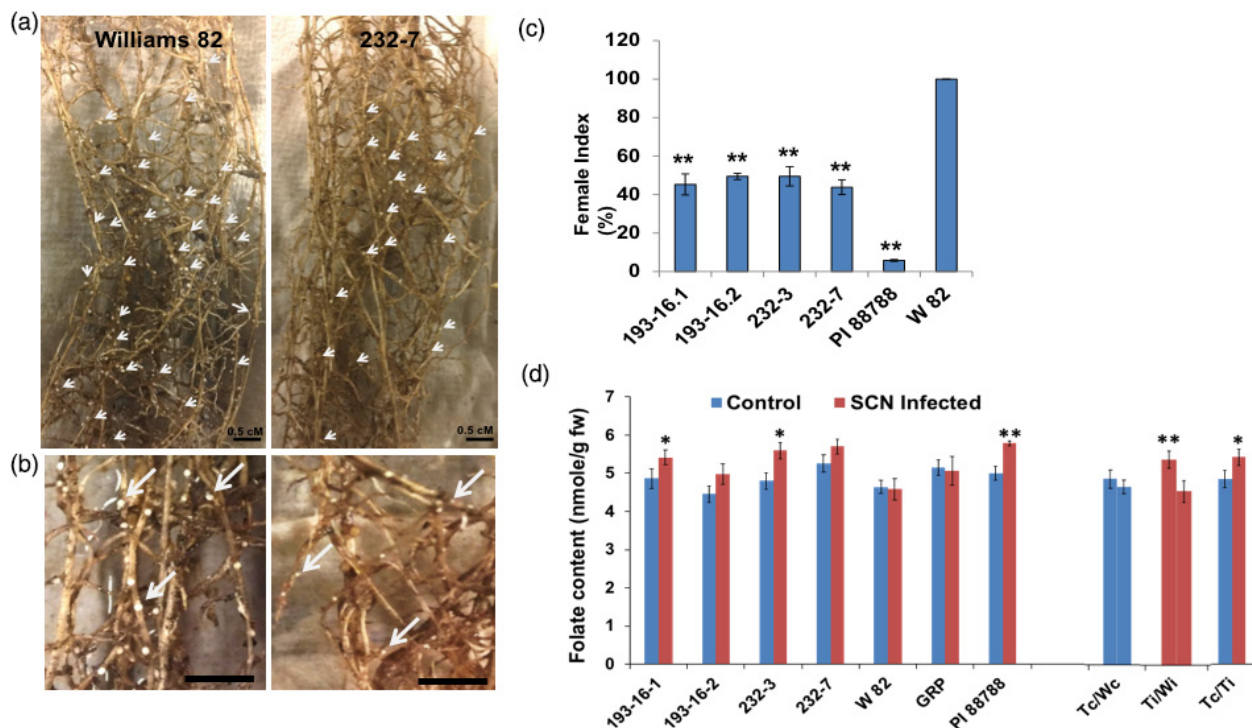 (a)
Williams 82
232-7
0.5 cM
0.5 cM
(b)
(c)
120
100
80
60
40
20
0
Female Index
(%)
**
**
**
**
**
193-16.1
193-16.2
232-3
232-7
PI 88788
W 82
(d)
7
6
5
4
3
2
1
0
Folate content (nmole/g fw)
Control
SCN Infected
*
*
**
**
*
193-16-1
193-16-2
232-3
232-7
W 82
GRP
PI 88788
Tc/Wc
Ti/Wi
Tc/Ti